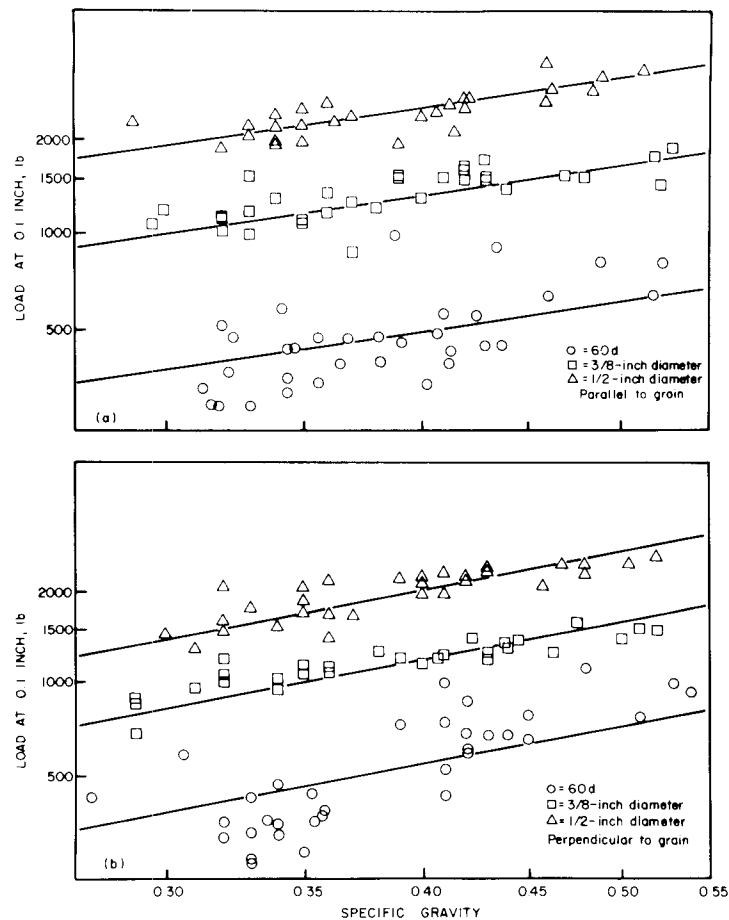 2000
1500
1000
500
LOAD AT 0.1 INCH, lb
○ = 60d
□ = 3/8-inch diameter
△ = 1/2-inch diameter
Parallel to grain
(a)
2000
1500
1000
500
LOAD AT 0.1 INCH, lb
○ = 60d
□ = 3/8-inch diameter
△ = 1/2-inch diameter
Perpendicular to grain
(b)
0.30 0.35 0.40 0.45 0.50 0.55
SPECIFIC GRAVITY